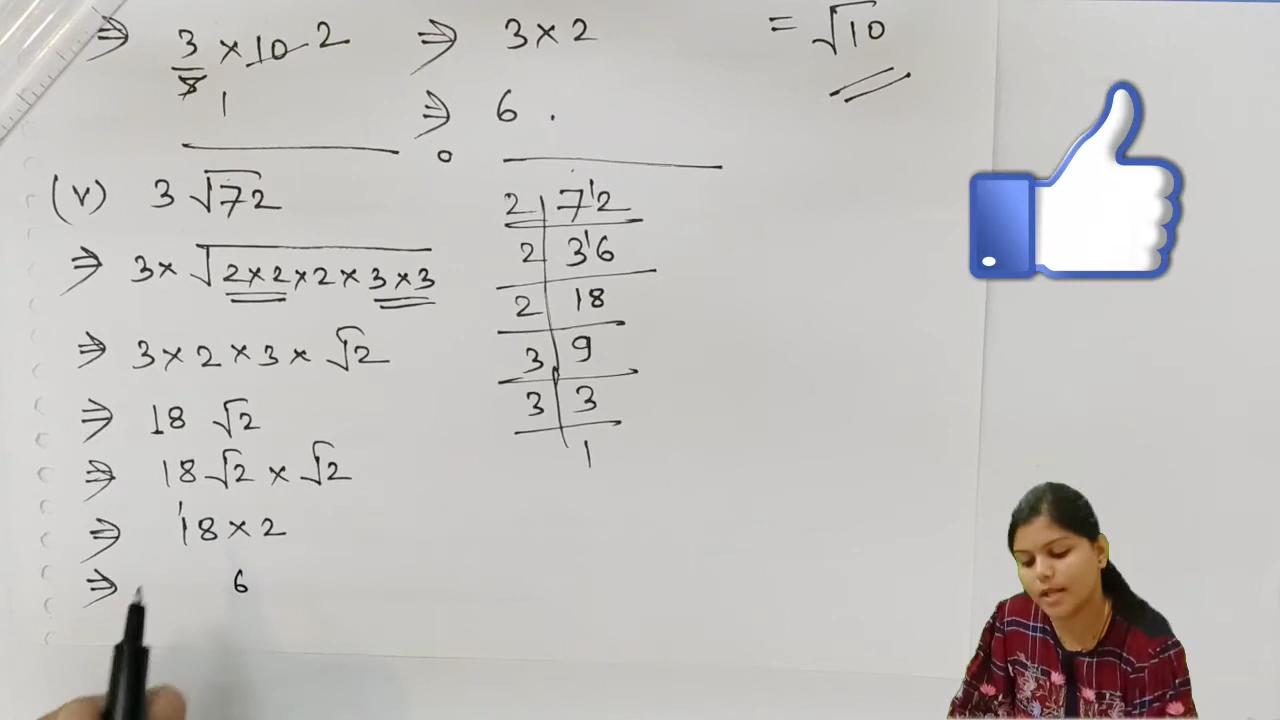 ⇒ 3/5 × 10 2 ⇒ 3 × 2 = √10
1 ⇒ 6 .
(v) 3 √72
⇒ 3 × √2×2×2×3×3
⇒ 3 × 2 × 3 × √2
⇒ 18 √2
⇒ 18 √2 × √2
⇒ 18 × 2
⇒ 6
2 | 72
2 | 36
2 | 18
3 | 9
3 | 3
1